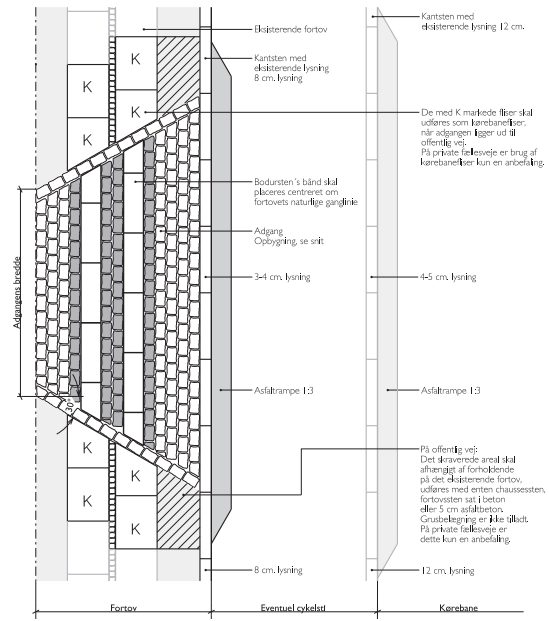 Eksisterende fortov
Kantsten med
eksisterende lysning
8 cm. lysning
Kantsten med
eksisterende lysning 12 cm.
K
K
K
K
De med K markede fliser skal
udføres som kørebanefliser,
når adgangen ligger ud til
offentlig vej.
På private fællesveje er brug af
kørebanefliser kun en anbefaling.
Bodursten´s bånd skal
placeres centreret om
fortovets naturlige ganglinie
Adgang
Opbygning, se snit
Adgangens bredde
3-4 cm. lysning
4-5 cm. lysning
Asfaltrampe 1:3
Asfaltrampe 1:3
30°
K
K
K
K
På offentlig vej:
Det skraverede areal skal
afhængigt af forholdende
på det eksisterende fortov,
udføres med enten chaussessten,
fortovssten sat i beton
eller 5 cm asfaltbeton.
Grusbelægning er ikke tilladt.
På private fællesveje er
dette kun en anbefaling.
8 cm. lysning
12 cm. lysning
Fortov
Eventuel cykelsti
Kørebane